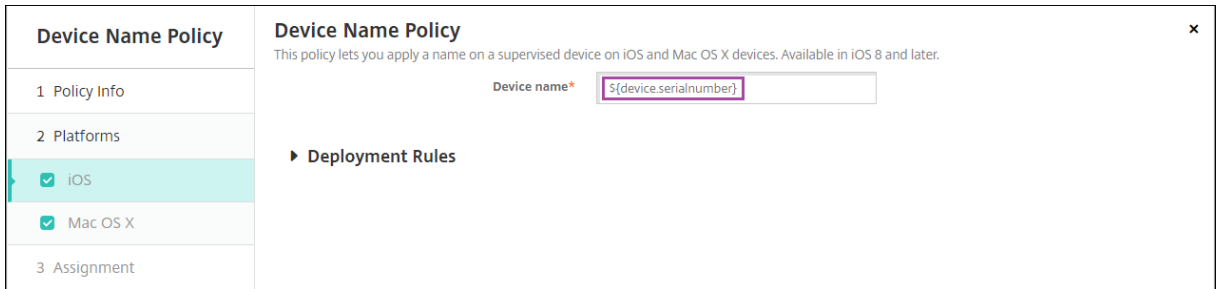 Device Name Policy
1 Policy Info
2 Platforms
iOS
Mac OS X
3 Assignment
Device Name Policy
This policy lets you apply a name on a supervised device on iOS and Mac OS X devices. Available in iOS 8 and later.
Device name* ${device.serialnumber}
Deployment Rules